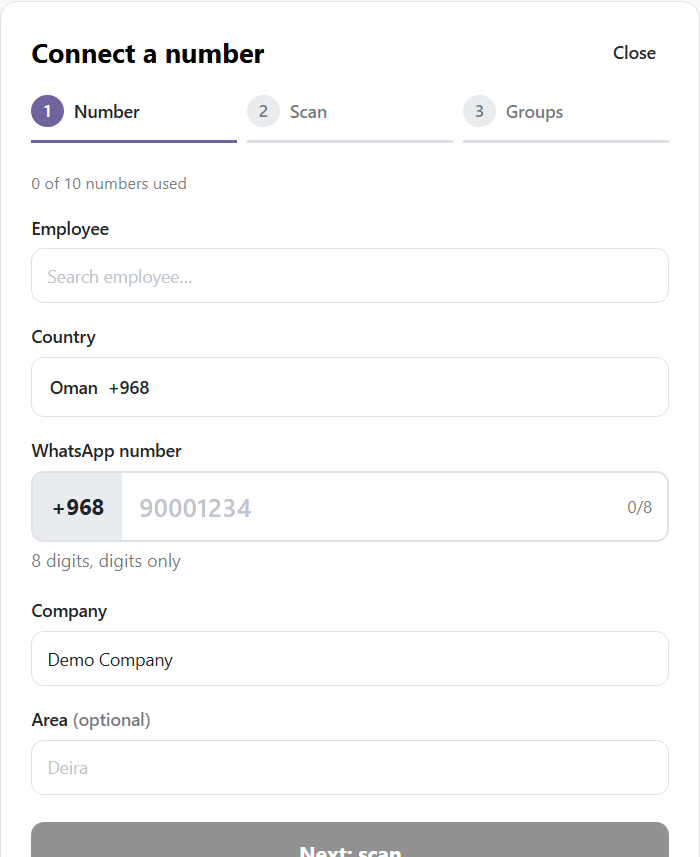 Connect a number
Close
1 Number
2 Scan
3 Groups
0 of 10 numbers used
Employee
Search employee...
Country
Oman +968
WhatsApp number
+968 90001234 0/8
8 digits, digits only
Company
Demo Company
Area (optional)
Deira
Next: scan